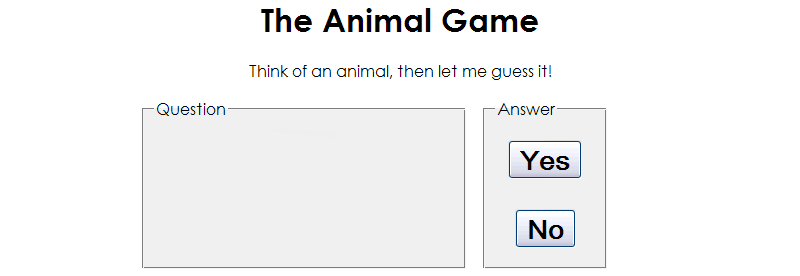 The Animal Game
Think of an animal, then let me guess it!
Question
Answer
Yes
No